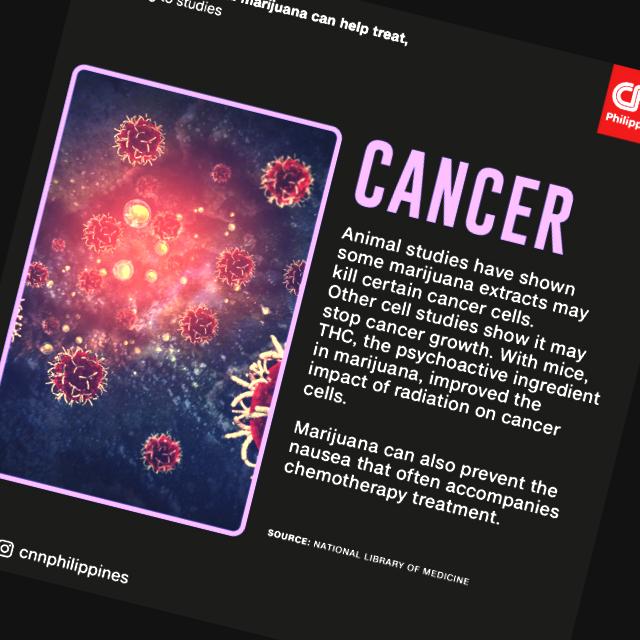 marijuana can help treat,
to studies
CNN
Philipp
CANCER
Animal studies have shown
some marijuana extracts may
kill certain cancer cells.
Other cell studies show it may
stop cancer growth. With mice,
THC, the psychoactive ingredient
in marijuana, improved the
impact of radiation on cancer
cells.
Marijuana can also prevent the
nausea that often accompanies
chemotherapy treatment.
SOURCE: NATIONAL LIBRARY OF MEDICINE
cnnphilippines